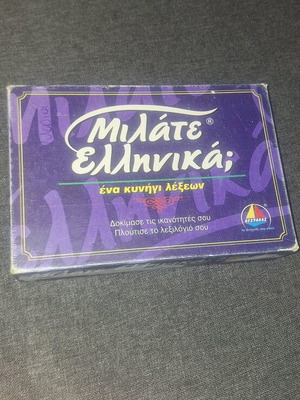 Μιλάτε®
Ελληνικά;
ένα κυνήγι λέξεων
Δοκίμασε τις ικανότητές σου
Πλούτισε το λεξιλόγιό σου